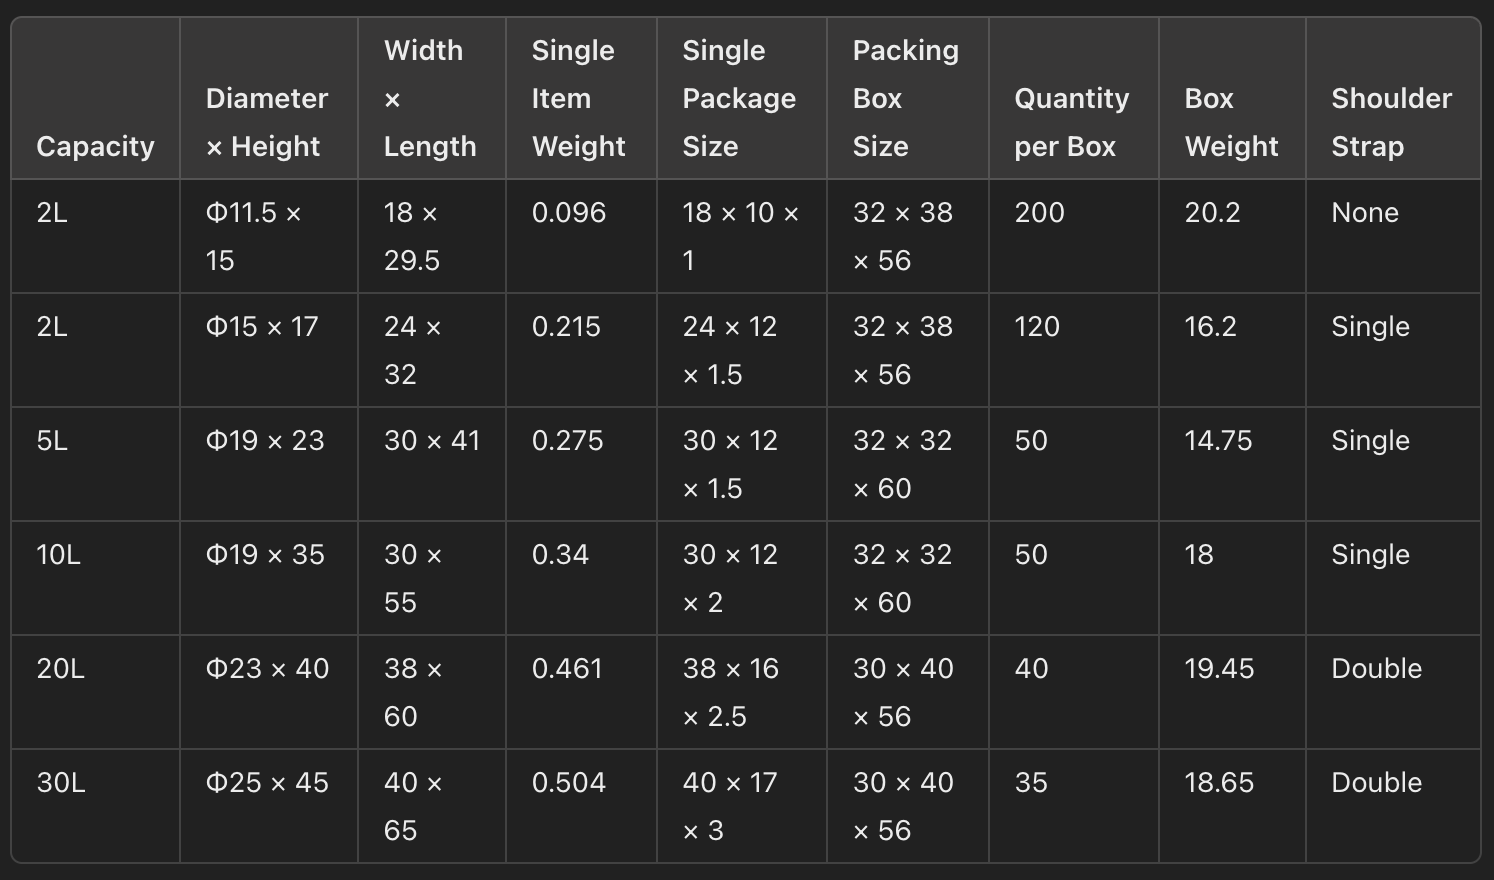 Capacity | Diameter × Height | Width × Length | Single Item Weight | Single Package Size | Packing Box Size | Quantity per Box | Box Weight | Shoulder Strap
2L | Φ11.5 × 15 | 18 × 29.5 | 0.096 | 18 × 10 × 1 | 32 × 38 × 56 | 200 | 20.2 | None
2L | Φ15 × 17 | 24 × 32 | 0.215 | 24 × 12 × 1.5 | 32 × 38 × 56 | 120 | 16.2 | Single
5L | Φ19 × 23 | 30 × 41 | 0.275 | 30 × 12 × 1.5 | 32 × 32 × 60 | 50 | 14.75 | Single
10L | Φ19 × 35 | 30 × 55 | 0.34 | 30 × 12 × 2 | 32 × 32 × 60 | 50 | 18 | Single
20L | Φ23 × 40 | 38 × 60 | 0.461 | 38 × 16 × 2.5 | 30 × 40 × 56 | 40 | 19.45 | Double
30L | Φ25 × 45 | 40 × 65 | 0.504 | 40 × 17 × 3 | 30 × 40 × 56 | 35 | 18.65 | Double